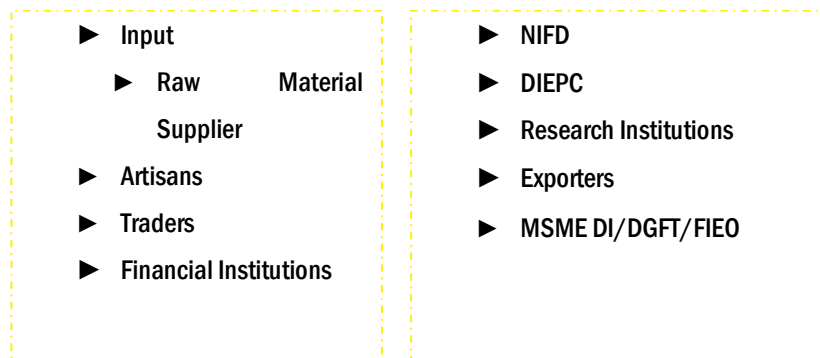 ► Input
► Raw Material
Supplier
► Artisans
► Traders
► Financial Institutions
► NIFD
► DIEPC
► Research Institutions
► Exporters
► MSME DI/DGFT/FIEO